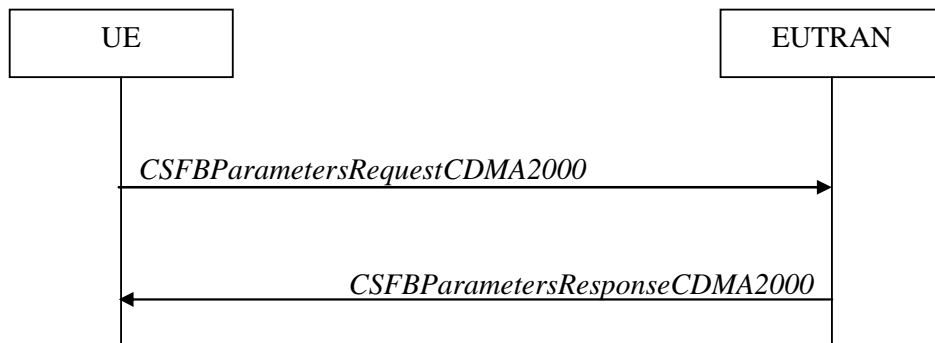 UE
EUTRAN
CSFBParametersRequestCDMA2000
CSFBParametersResponseCDMA2000